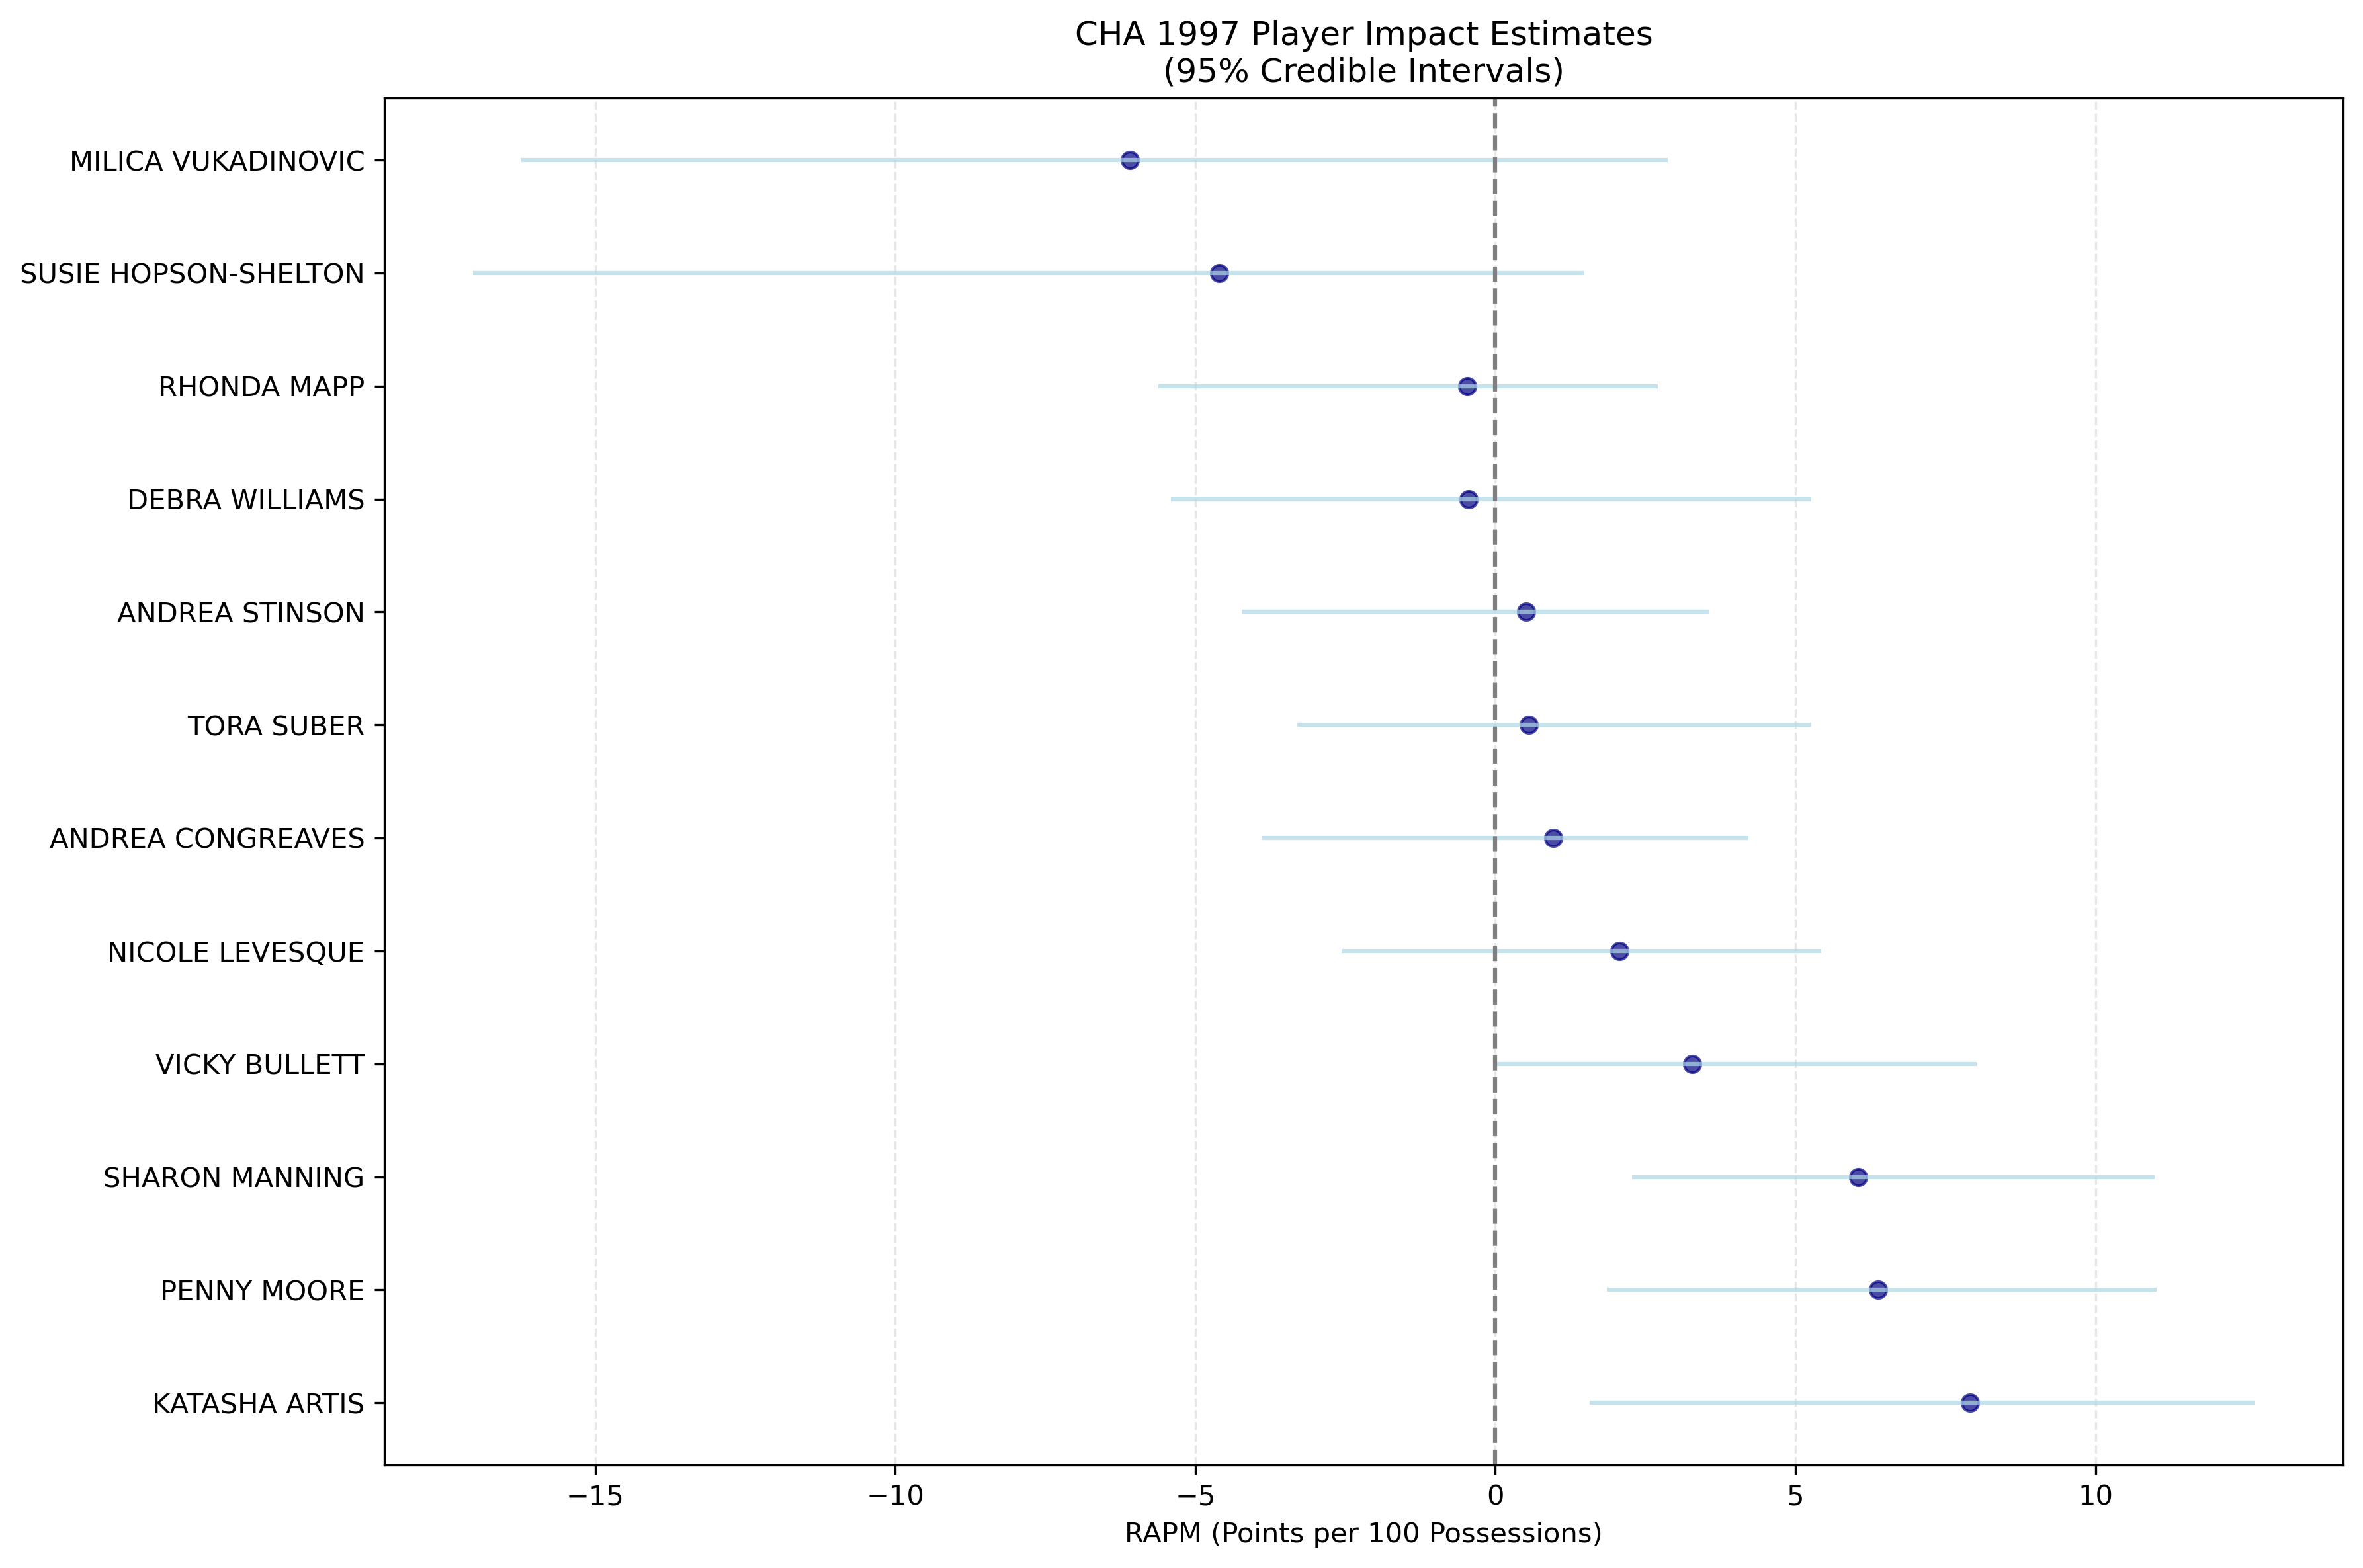 CHA 1997 Player Impact Estimates
(95% Credible Intervals)
MILICA VUKADINOVIC
SUSIE HOPSON-SHELTON
RHONDA MAPP
DEBRA WILLIAMS
ANDREA STINSON
TORA SUBER
ANDREA CONGREAVES
NICOLE LEVESQUE
VICKY BULLETT
SHARON MANNING
PENNY MOORE
KATASHA ARTIS
−15 −10 −5 0 5 10
RAPM (Points per 100 Possessions)